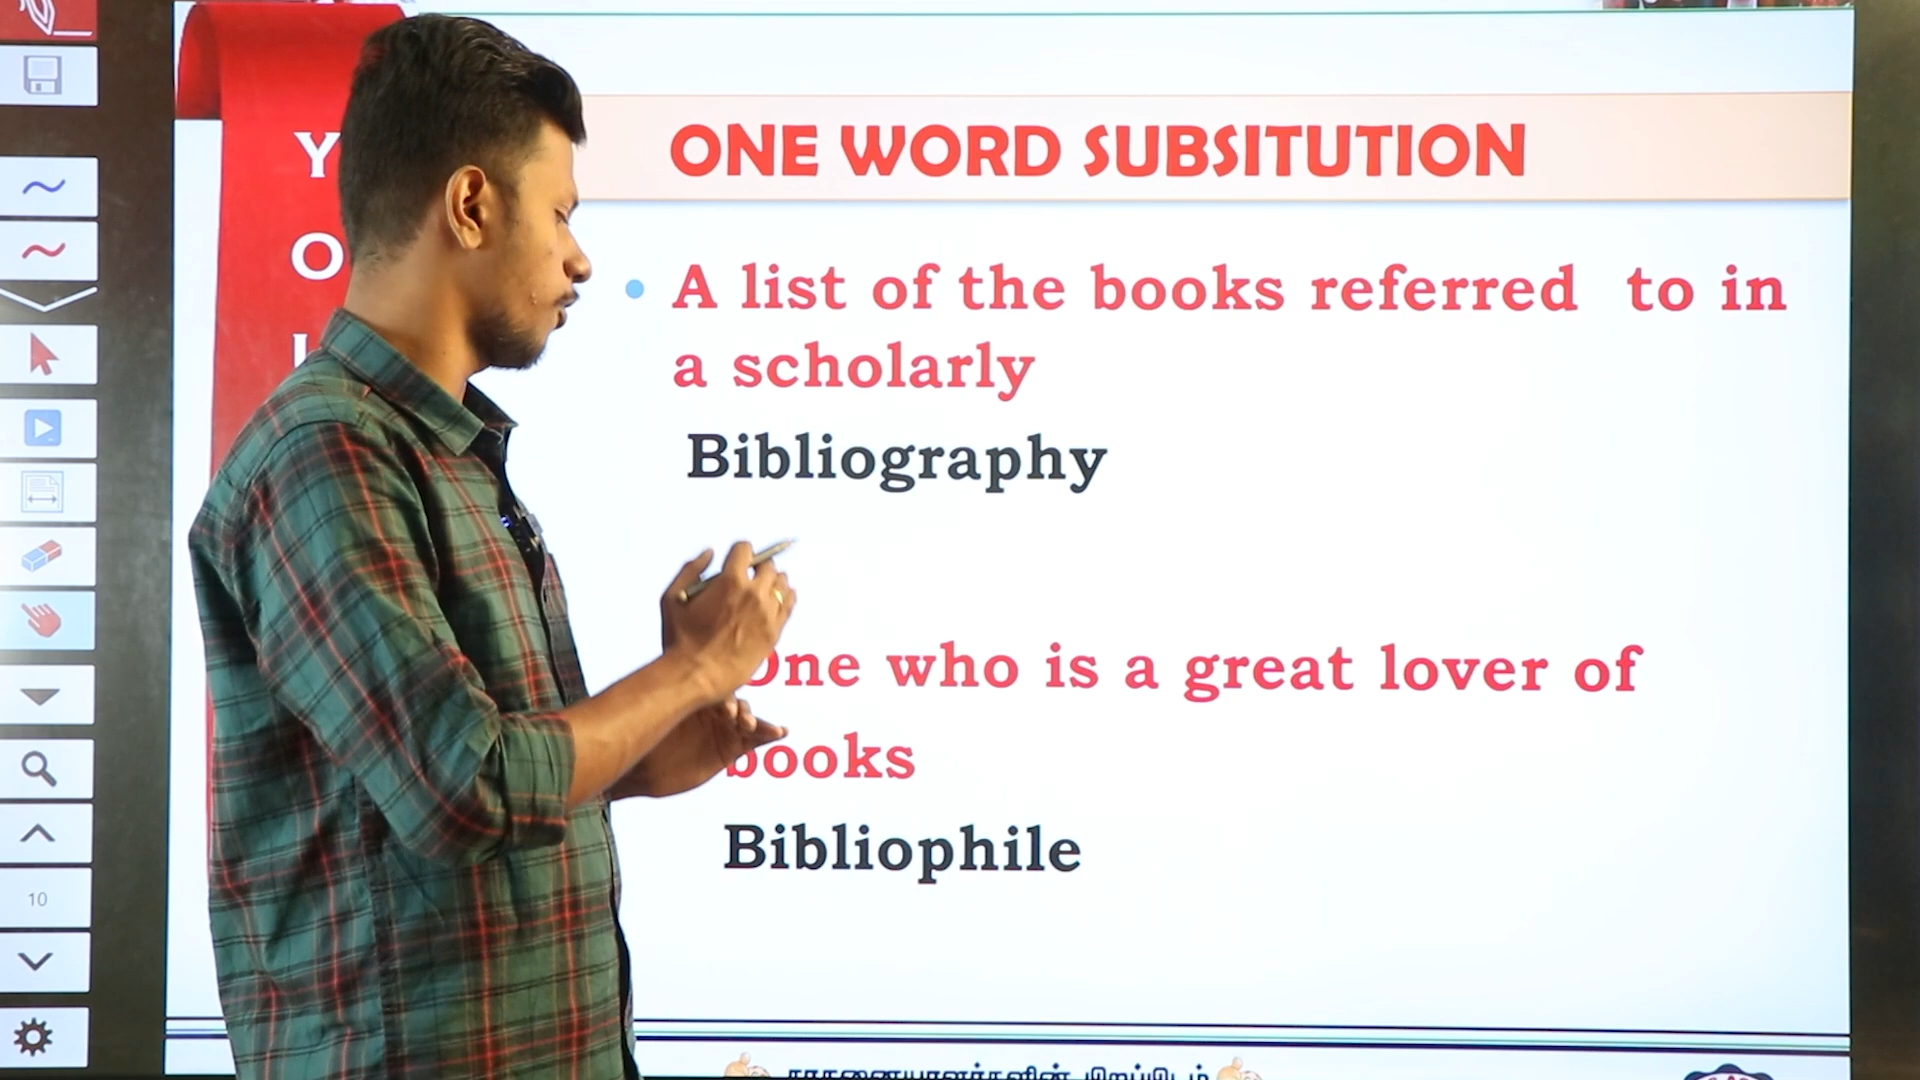 ONE WORD SUBSITUTION
A list of the books referred to in
a scholarly
Bibliography
One who is a great lover of
books
Bibliophile
Y
O
10